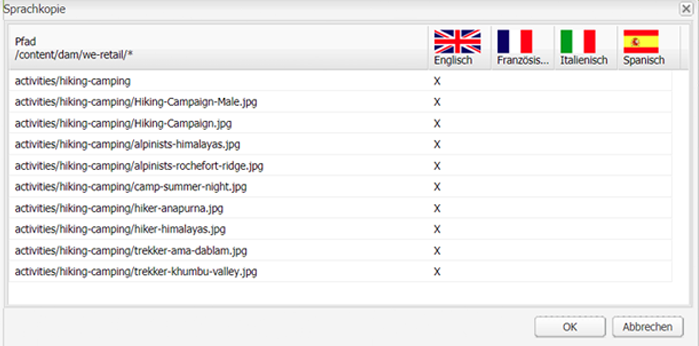 Sprachkopie
Pfad
/content/dam/we-retail/*
Englisch Französis... Italienisch Spanisch
activities/hiking-camping X
activities/hiking-camping/Hiking-Campaign-Male.jpg X
activities/hiking-camping/Hiking-Campaign.jpg X
activities/hiking-camping/alpinists-himalayas.jpg X
activities/hiking-camping/alpinists-rochefort-ridge.jpg X
activities/hiking-camping/camp-summer-night.jpg X
activities/hiking-camping/hiker-anapurna.jpg X
activities/hiking-camping/hiker-himalayas.jpg X
activities/hiking-camping/trekker-ama-dablam.jpg X
activities/hiking-camping/trekker-khumbu-valley.jpg X
OK Abbrechen